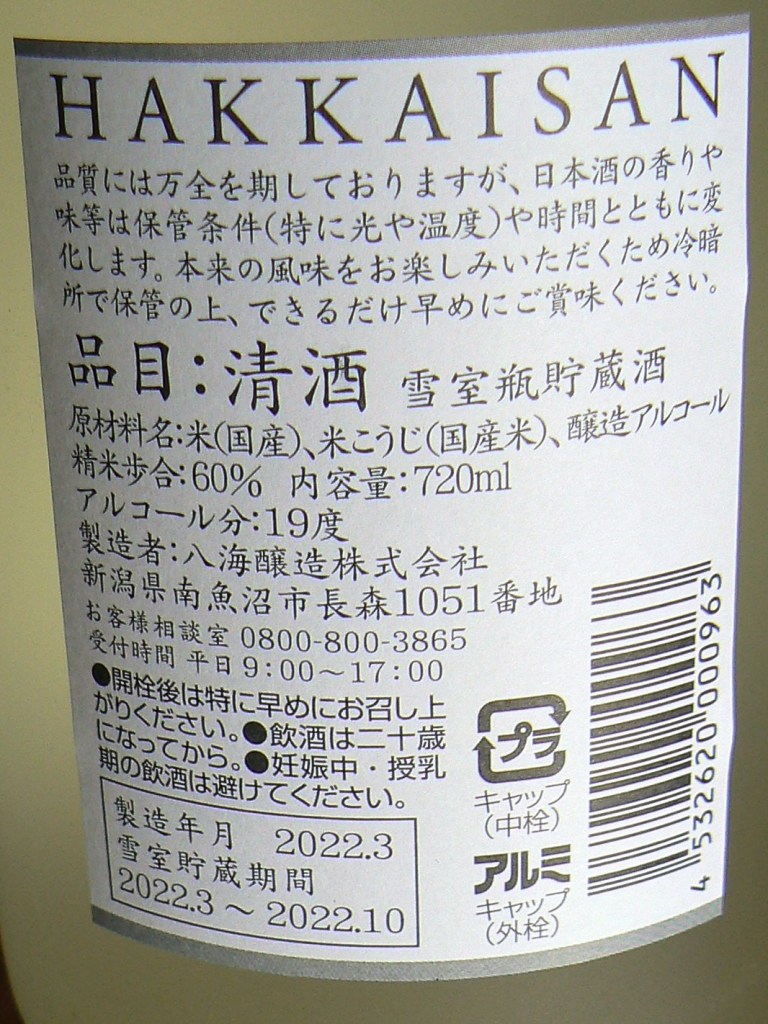 HAKKAISAN
品質には万全を期しておりますが、日本酒の香りや
味等は保管条件(特に光や温度)や時間とともに変
化します。本来の風味をお楽しみいただくため冷暗
所で保管の上、できるだけ早めにご賞味ください。
品目:清酒 雪室瓶貯蔵酒
原材料名:米(国産)、米こうじ(国産米)、醸造アルコール
精米歩合:60% 内容量:720ml
アルコール分:19度
製造者:八海醸造株式会社
新潟県南魚沼市長森1051番地
お客様相談室 0800-800-3865
受付時間 平日9:00~17:00
●開栓後は特に早めにお召し上
がりください。●飲酒は二十歳
になってから。●妊娠中・授乳
期の飲酒は避けてください。
製造年月 2022.3
雪室貯蔵期間
2022.3 ~ 2022.10
プラ
キャップ
(中栓)
アルミ
キャップ
(外栓)
4 532620 000963